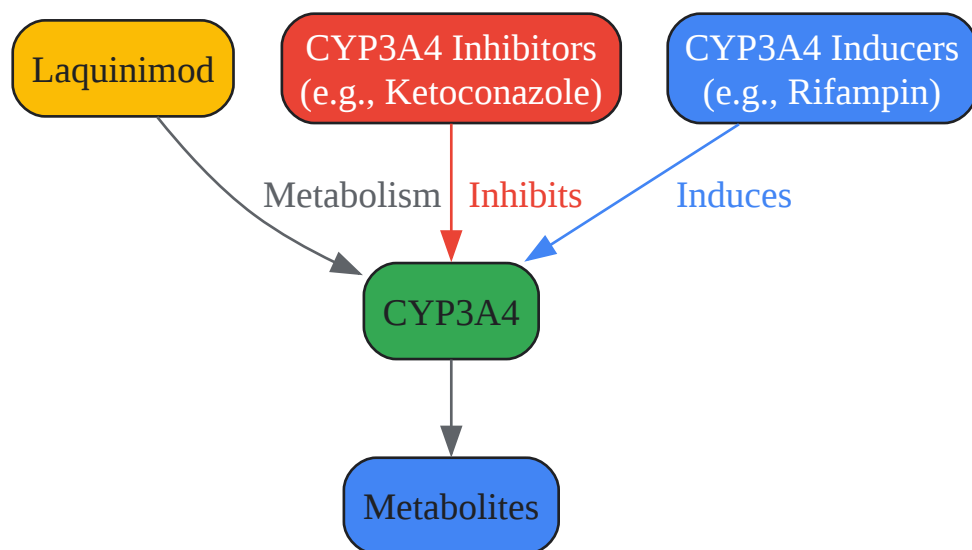 Laquinimod
CYP3A4 Inhibitors
(e.g., Ketoconazole)
CYP3A4 Inducers
(e.g., Rifampin)
Metabolism
Inhibits
Induces
CYP3A4
Metabolites